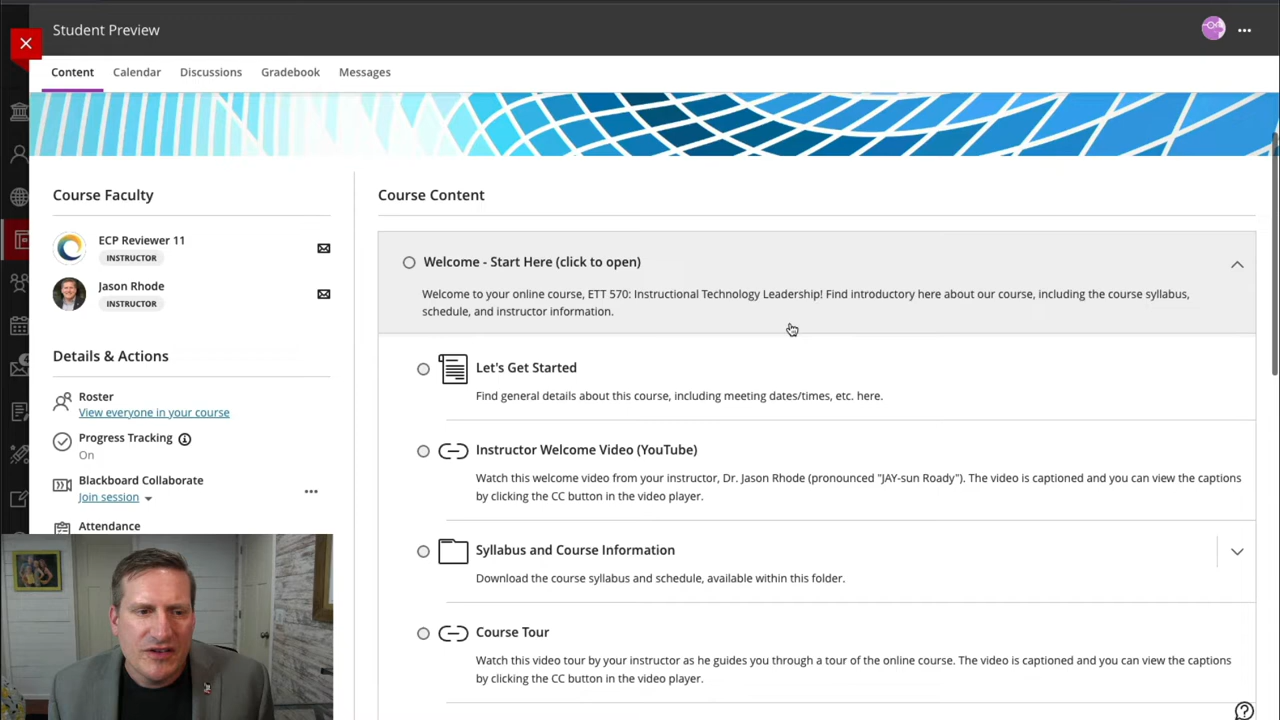 Student Preview
Content Calendar Discussions Gradebook Messages
Course Faculty
ECP Reviewer 11
INSTRUCTOR
Jason Rhode
INSTRUCTOR
Details & Actions
Roster
View everyone in your course
Progress Tracking
On
Blackboard Collaborate
Join session
Attendance
Course Content
Welcome - Start Here (click to open)
Welcome to your online course, ETT 570: Instructional Technology Leadership! Find introductory here about our course, including the course syllabus,
schedule, and instructor information.
Let's Get Started
Find general details about this course, including meeting dates/times, etc. here.
Instructor Welcome Video (YouTube)
Watch this welcome video from your instructor, Dr. Jason Rhode (pronounced "JAY-sun Roady"). The video is captioned and you can view the captions
by clicking the CC button in the video player.
Syllabus and Course Information
Download the course syllabus and schedule, available within this folder.
Course Tour
Watch this video tour by your instructor as he guides you through a tour of the online course. The video is captioned and you can view the captions
by clicking the CC button in the video player.